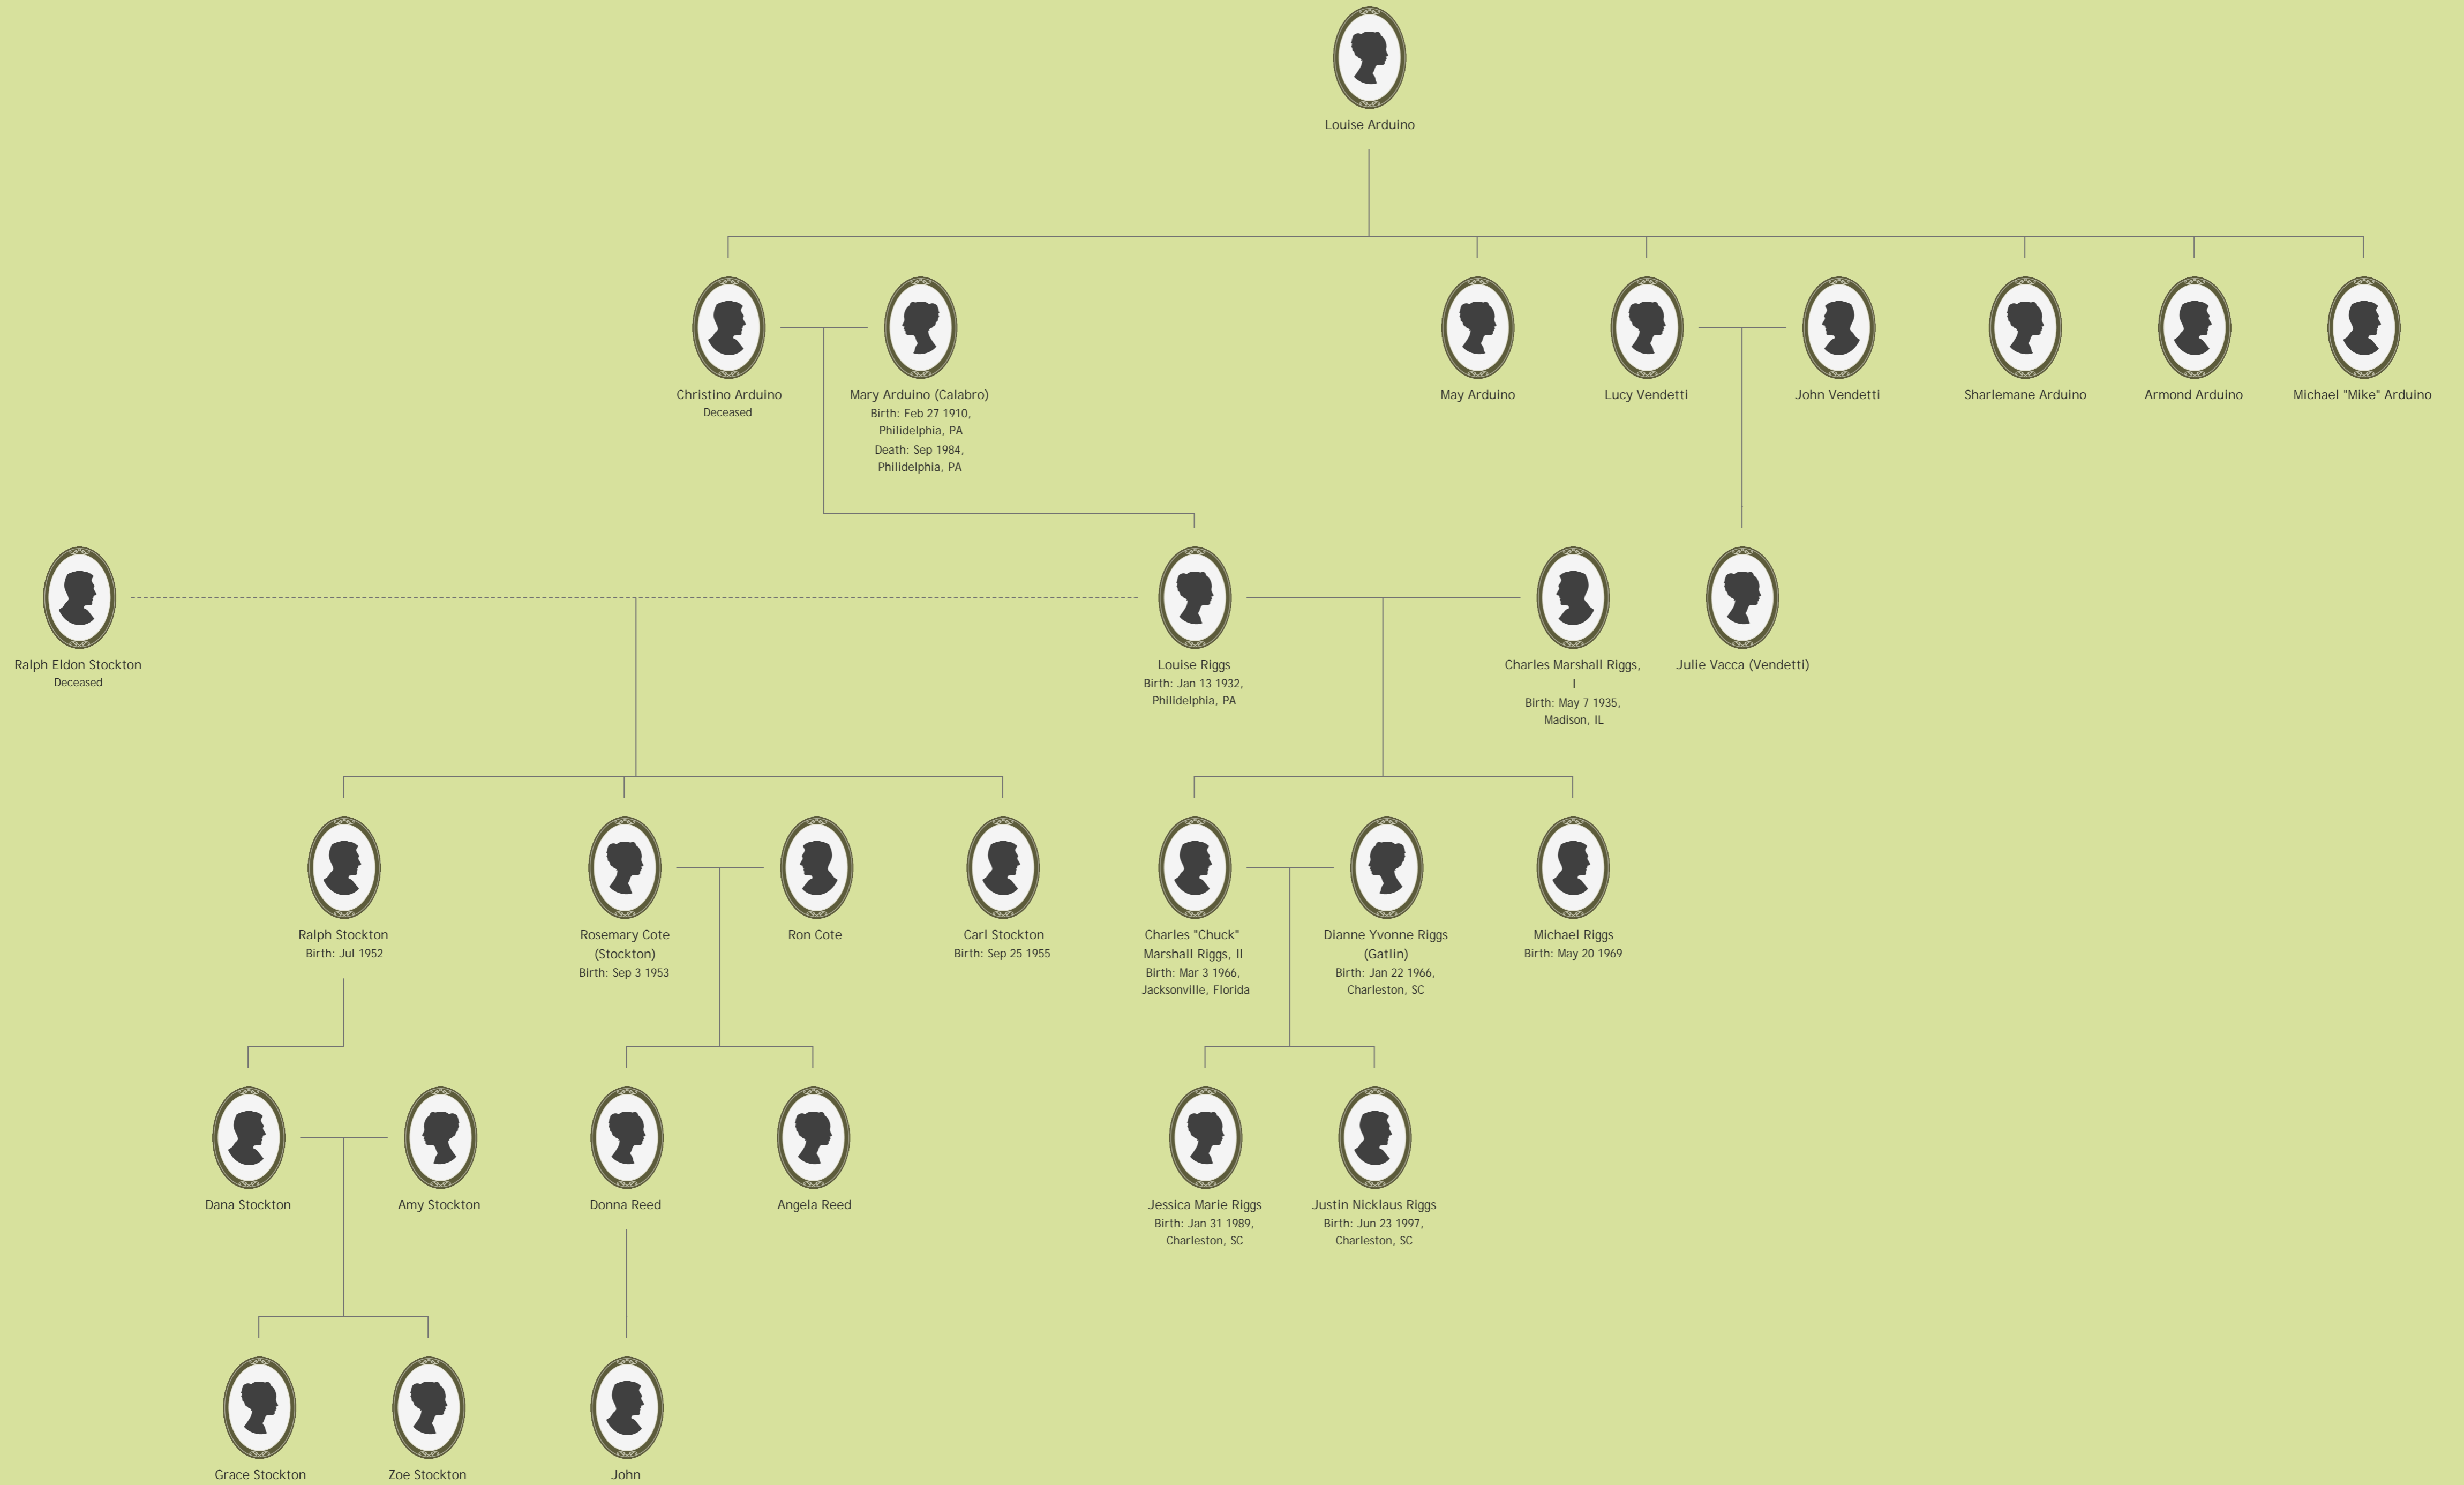 Louise Arduino
Christino Arduino
Deceased
Mary Arduino (Calabro)
Birth: Feb 27 1910,
Philidelphia, PA
Death: Sep 1984,
Philidelphia, PA
May Arduino
Lucy Vendetti
John Vendetti
Sharlemane Arduino
Armond Arduino
Michael "Mike" Arduino
Ralph Eldon Stockton
Deceased
Louise Riggs
Birth: Jan 13 1932,
Philidelphia, PA
Charles Marshall Riggs,
I
Birth: May 7 1935,
Madison, IL
Julie Vacca (Vendetti)
Ralph Stockton
Birth: Jul 1952
Rosemary Cote
(Stockton)
Birth: Sep 3 1953
Ron Cote
Carl Stockton
Birth: Sep 25 1955
Charles "Chuck"
Marshall Riggs, II
Birth: Mar 3 1966,
Jacksonville, Florida
Dianne Yvonne Riggs
(Gatlin)
Birth: Jan 22 1966,
Charleston, SC
Michael Riggs
Birth: May 20 1969
Dana Stockton
Amy Stockton
Donna Reed
Angela Reed
Jessica Marie Riggs
Birth: Jan 31 1989,
Charleston, SC
Justin Nicklaus Riggs
Birth: Jun 23 1997,
Charleston, SC
Grace Stockton
Zoe Stockton
John